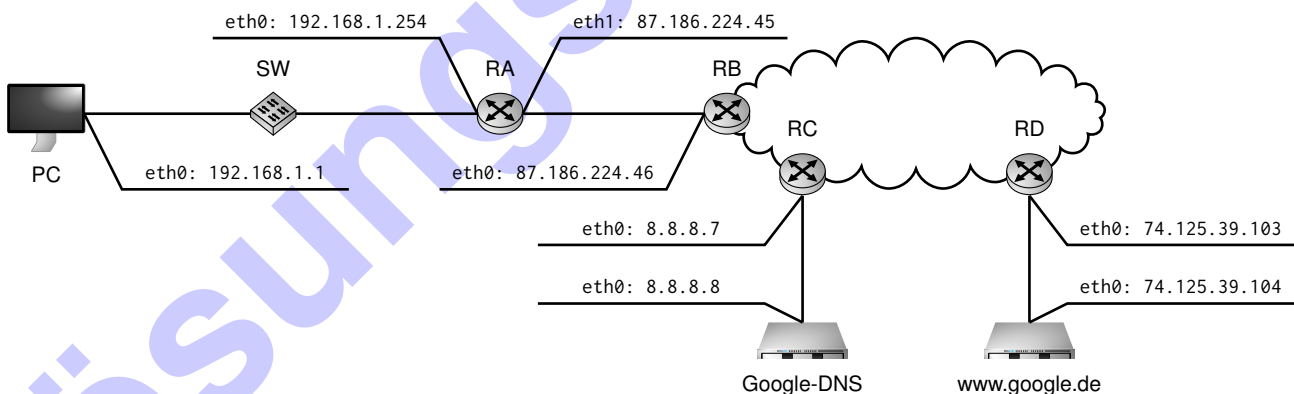 eth0: 192.168.1.254
eth1: 87.186.224.45
SW
RA
RB
RC
RD
PC
eth0: 192.168.1.1
eth0: 87.186.224.46
eth0: 8.8.8.7
eth0: 74.125.39.103
eth0: 8.8.8.8
eth0: 74.125.39.104
Google-DNS
www.google.de
ösungs